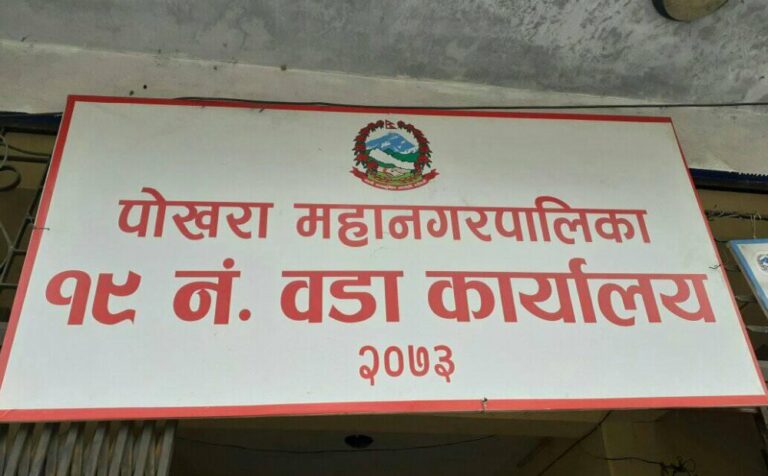 पोखरा महानगरपालिका
१९ नं. वडा कार्यालय
२०७३